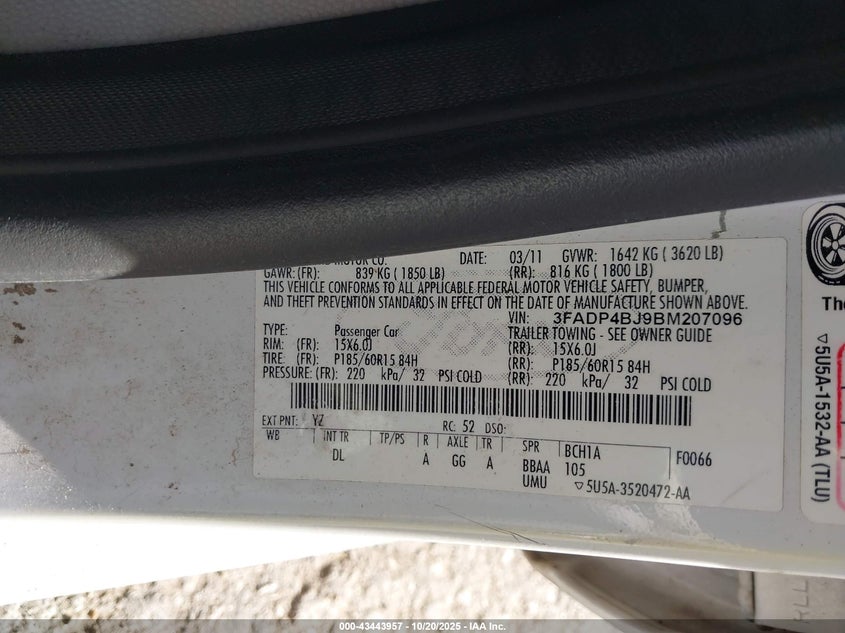 MOTOR CO. DATE: 03/11 GVWR: 1642 KG ( 3620 LB)
GAWR: (FR): 839 KG ( 1850 LB) (RR): 816 KG ( 1800 LB)
THIS VEHICLE CONFORMS TO ALL APPLICABLE FEDERAL MOTOR VEHICLE SAFETY, BUMPER,
AND THEFT PREVENTION STANDARDS IN EFFECT ON THE DATE OF MANUFACTURE SHOWN ABOVE.
VIN: 3FADP4BJ9BM207096
TYPE: Passenger Car TRAILER TOWING - SEE OWNER GUIDE
RIM: (FR): 15X6.0J (RR): 15X6.0J
TIRE: (FR): P185/60R15 84H (RR): P185/60R15 84H
PRESSURE: (FR): 220 kPa/ 32 PSI COLD (RR): 220 kPa/ 32 PSI COLD
EXT PNT: YZ RC: 52 DSO:
WB INT TR TP/PS R AXLE TR SPR BCH1A F0066
DL A GG A BBAA 105
UMU ▽5U5A-3520472-AA
The
▽5U5A-1532-AA (TLU)
000-43443957 - 10/20/2025 - IAA Inc.